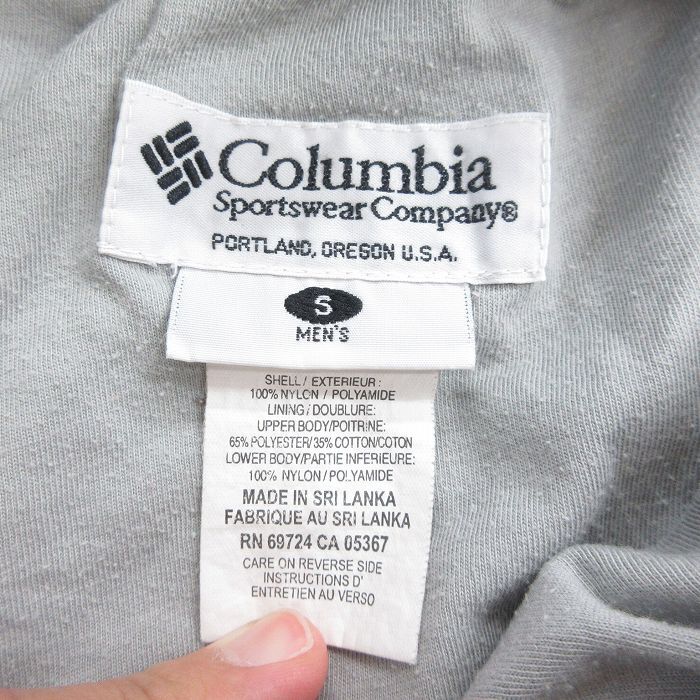 Columbia
Sportswear Company®
PORTLAND, OREGON U.S.A.
S
MEN'S
SHELL / EXTERIEUR :
100% NYLON / POLYAMIDE
LINING / DOUBLURE:
UPPER BODY/POITRINE:
65% POLYESTER/35% COTTON/COTON
LOWER BODY/PARTIE INFERIEURE:
100% NYLON / POLYAMIDE
MADE IN SRI LANKA
FABRIQUE AU SRI LANKA
RN 69724 CA 05367
CARE ON REVERSE SIDE
INSTRUCTIONS D'
ENTRETIEN AU VERSO